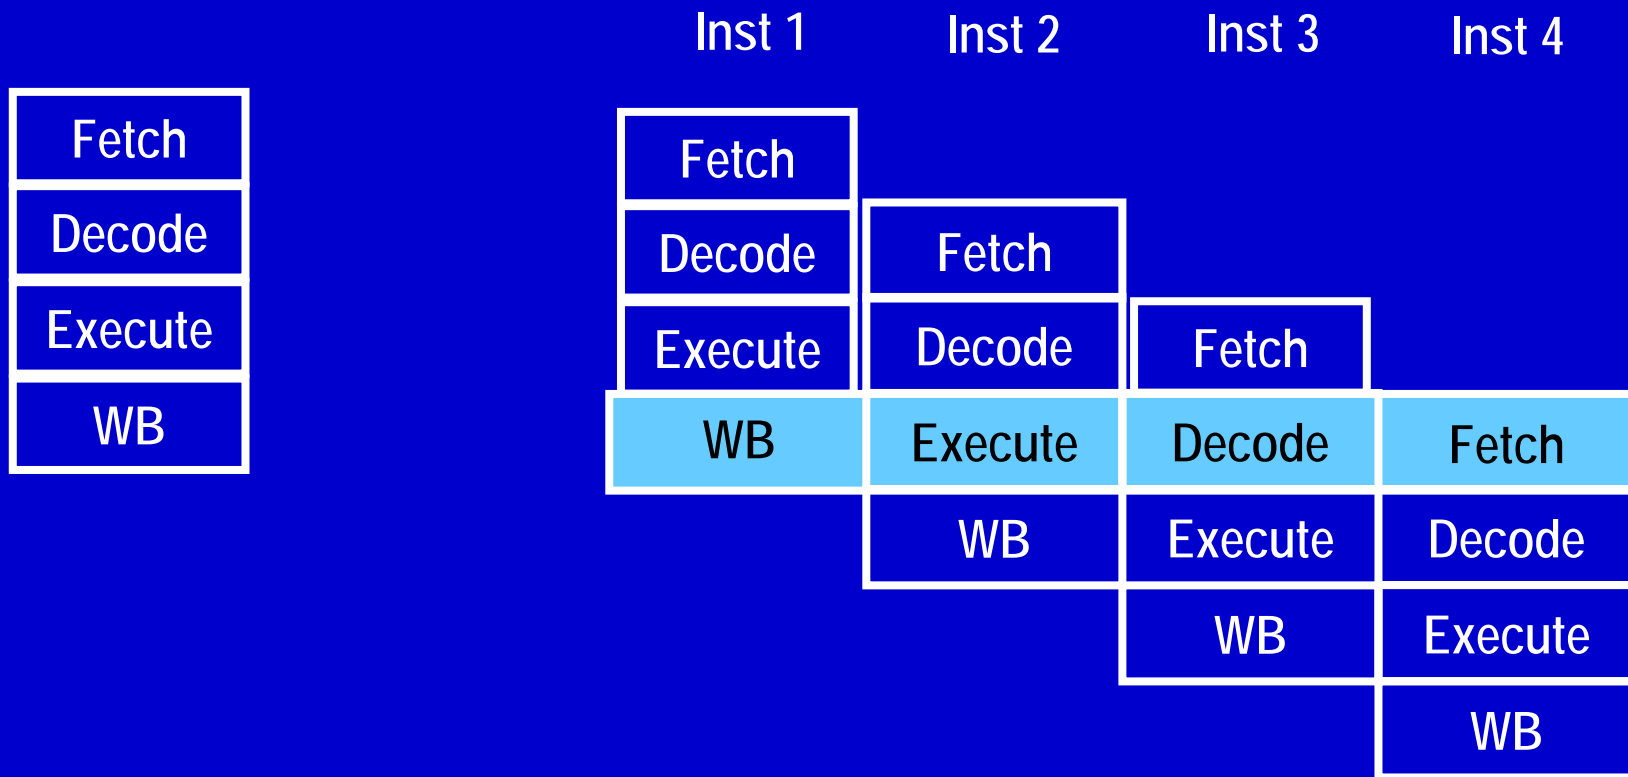 Inst 1 Inst 2 Inst 3 Inst 4
Fetch
Decode
Execute
WB
Fetch
Decode Fetch
Execute Decode Fetch
WB Execute Decode Fetch
WB Execute Decode
WB Execute
WB